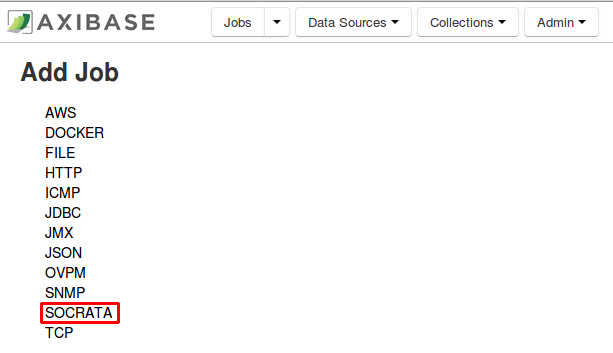 AXIBASE Jobs Data Sources Collections Admin
Add Job
AWS
DOCKER
FILE
HTTP
ICMP
JDBC
JMX
JSON
OVPM
SNMP
SOCRATA
TCP